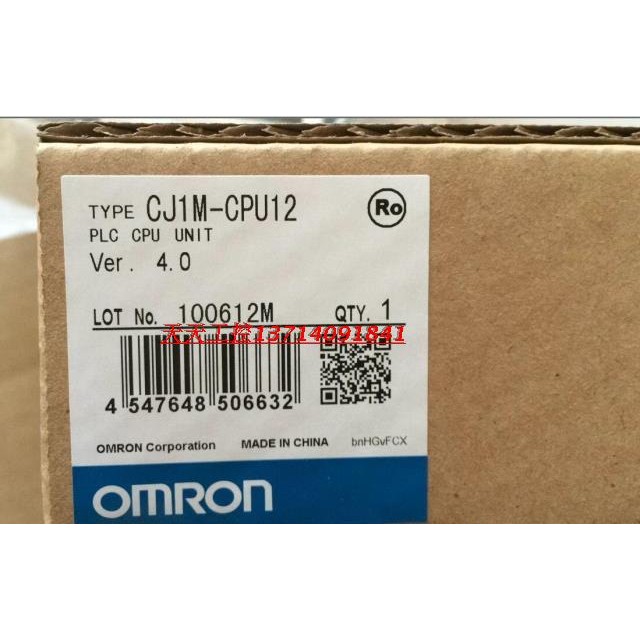 TYPE CJ1M-CPU12 Ro
PLC CPU UNIT
Ver. 4.0
LOT No. 100612M QTY. 1
天天工控13714091841
4 547648 506632
OMRON Corporation MADE IN CHINA bnHGvFCX
OMRON